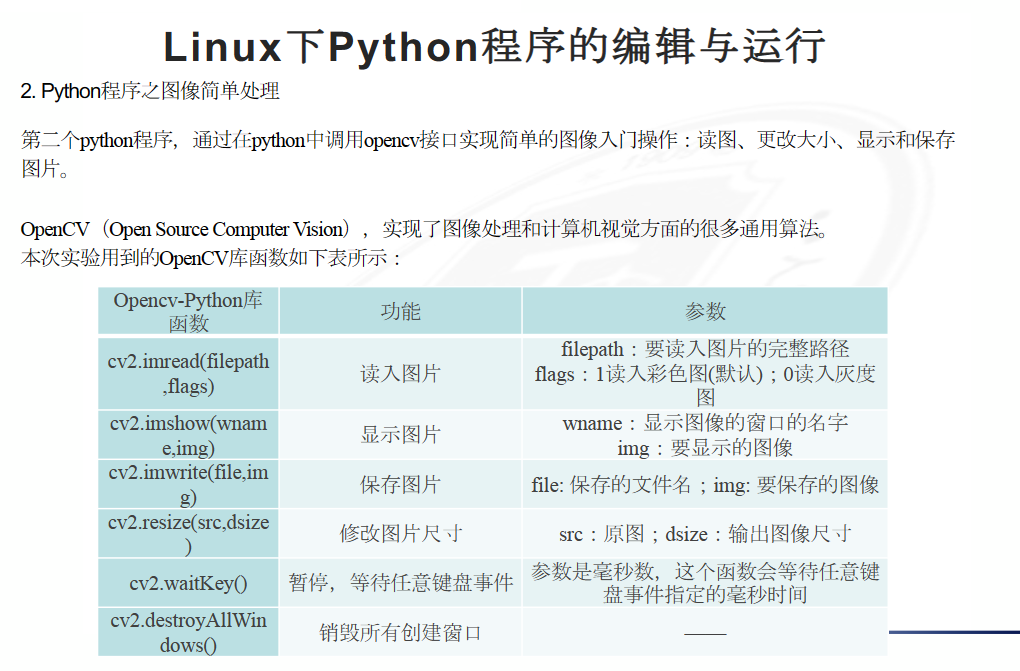 Linux下Python程序的编辑与运行
2. Python程序之图像简单处理
第二个python程序，通过在python中调用opencv接口实现简单的图像入门操作：读图、更改大小、显示和保存
图片。
OpenCV（Open Source Computer Vision），实现了图像处理和计算机视觉方面的很多通用算法。
本次实验用到的OpenCV库函数如下表所示：
Opencv-Python库
函数
功能
参数
cv2.imread(filepath
,flags)
读入图片
filepath：要读入图片的完整路径
flags：1读入彩色图(默认)；0读入灰度
图
cv2.imshow(wnam
e,img)
显示图片
wname：显示图像的窗口的名字
img：要显示的图像
cv2.imwrite(file,im
g)
保存图片
file: 保存的文件名；img: 要保存的图像
cv2.resize(src,dsize
)
修改图片尺寸
src：原图；dsize：输出图像尺寸
cv2.waitKey()
暂停，等待任意键盘事件
参数是毫秒数，这个函数会等待任意键
盘事件指定的毫秒时间
cv2.destroyAllWin
dows()
销毁所有创建窗口
——